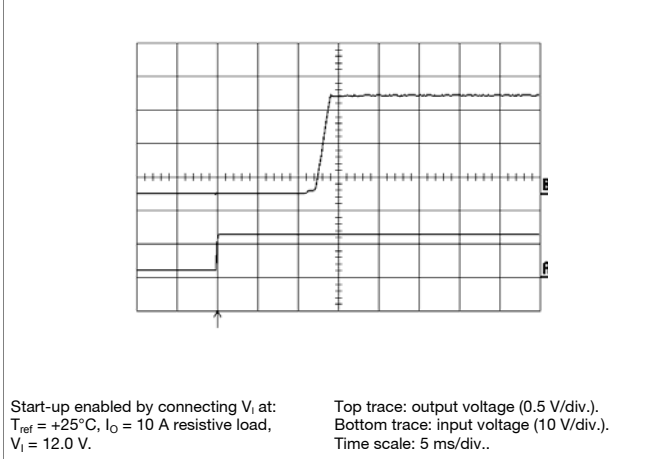 B
A
Start-up enabled by connecting VI at:
Tref = +25°C, IO = 10 A resistive load,
VI = 12.0 V.
Top trace: output voltage (0.5 V/div.).
Bottom trace: input voltage (10 V/div.).
Time scale: 5 ms/div..